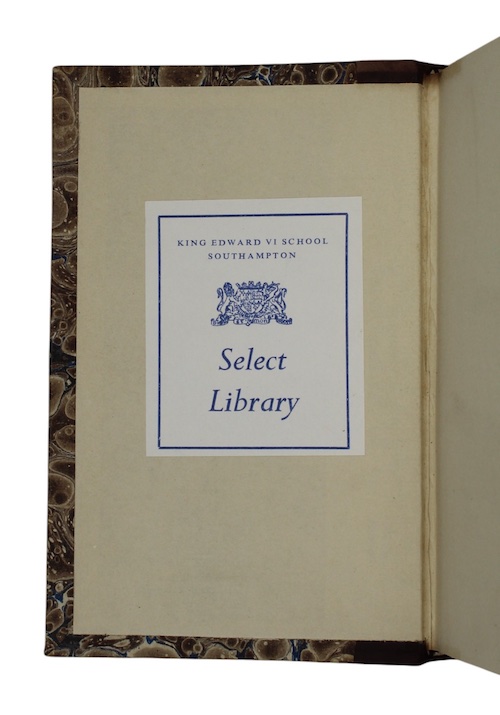 KING EDWARD VI SCHOOL
SOUTHAMPTON
Select
Library